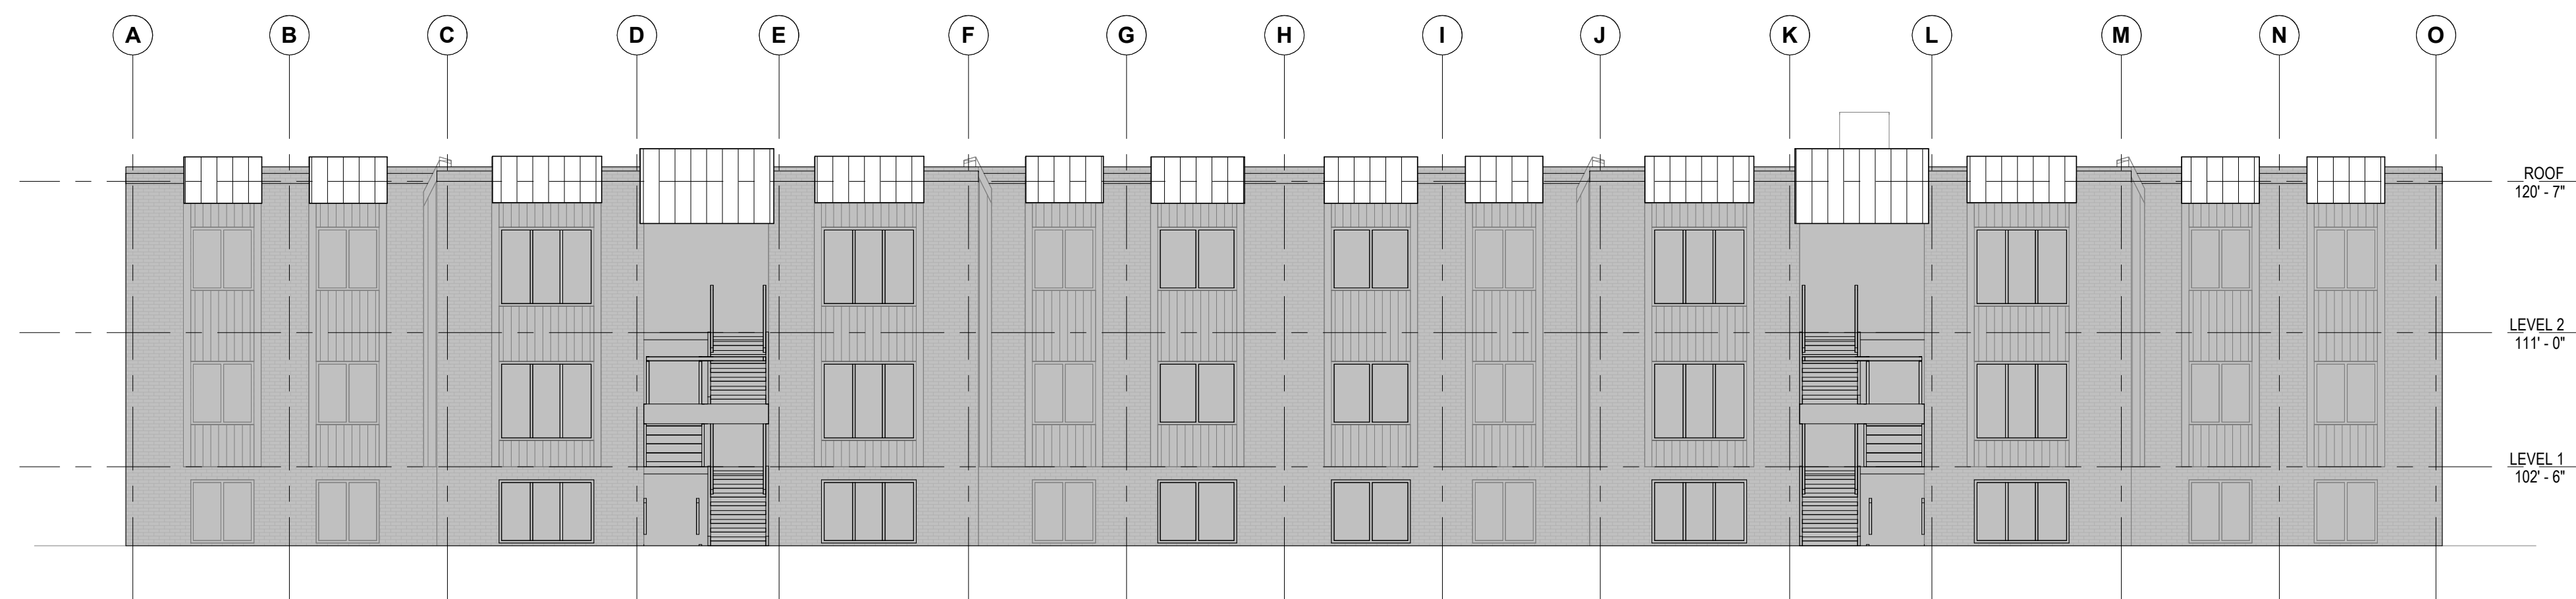 A B C D E F G H I J K L M N O
ROOF
120' - 7"
LEVEL 2
111' - 0"
LEVEL 1
102' - 6"